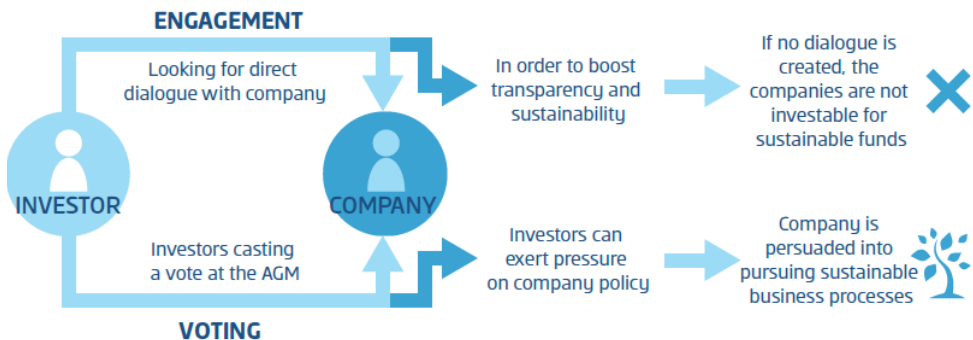 ENGAGEMENT
Looking for direct
dialogue with company
In order to boost
transparency and
sustainability
If no dialogue is
created, the
companies are not
investable for
sustainable funds
INVESTOR
COMPANY
Investors casting
a vote at the AGM
Investors can
exert pressure
on company policy
Company is
persuaded into
pursuing sustainable
business processes
VOTING